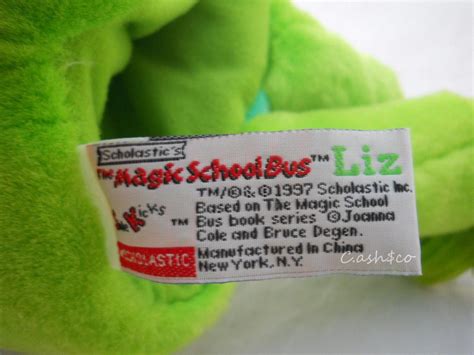 Scholastic's
The Magic School Bus™ Liz
TM/®&©1997 Scholastic Inc.
Based on The Magic School
Bus book series ©Joanna
Cole and Bruce Degen.
Manufactured In China
New York, N.Y.
Kicks ™
SCHOLASTIC
C.ash$co